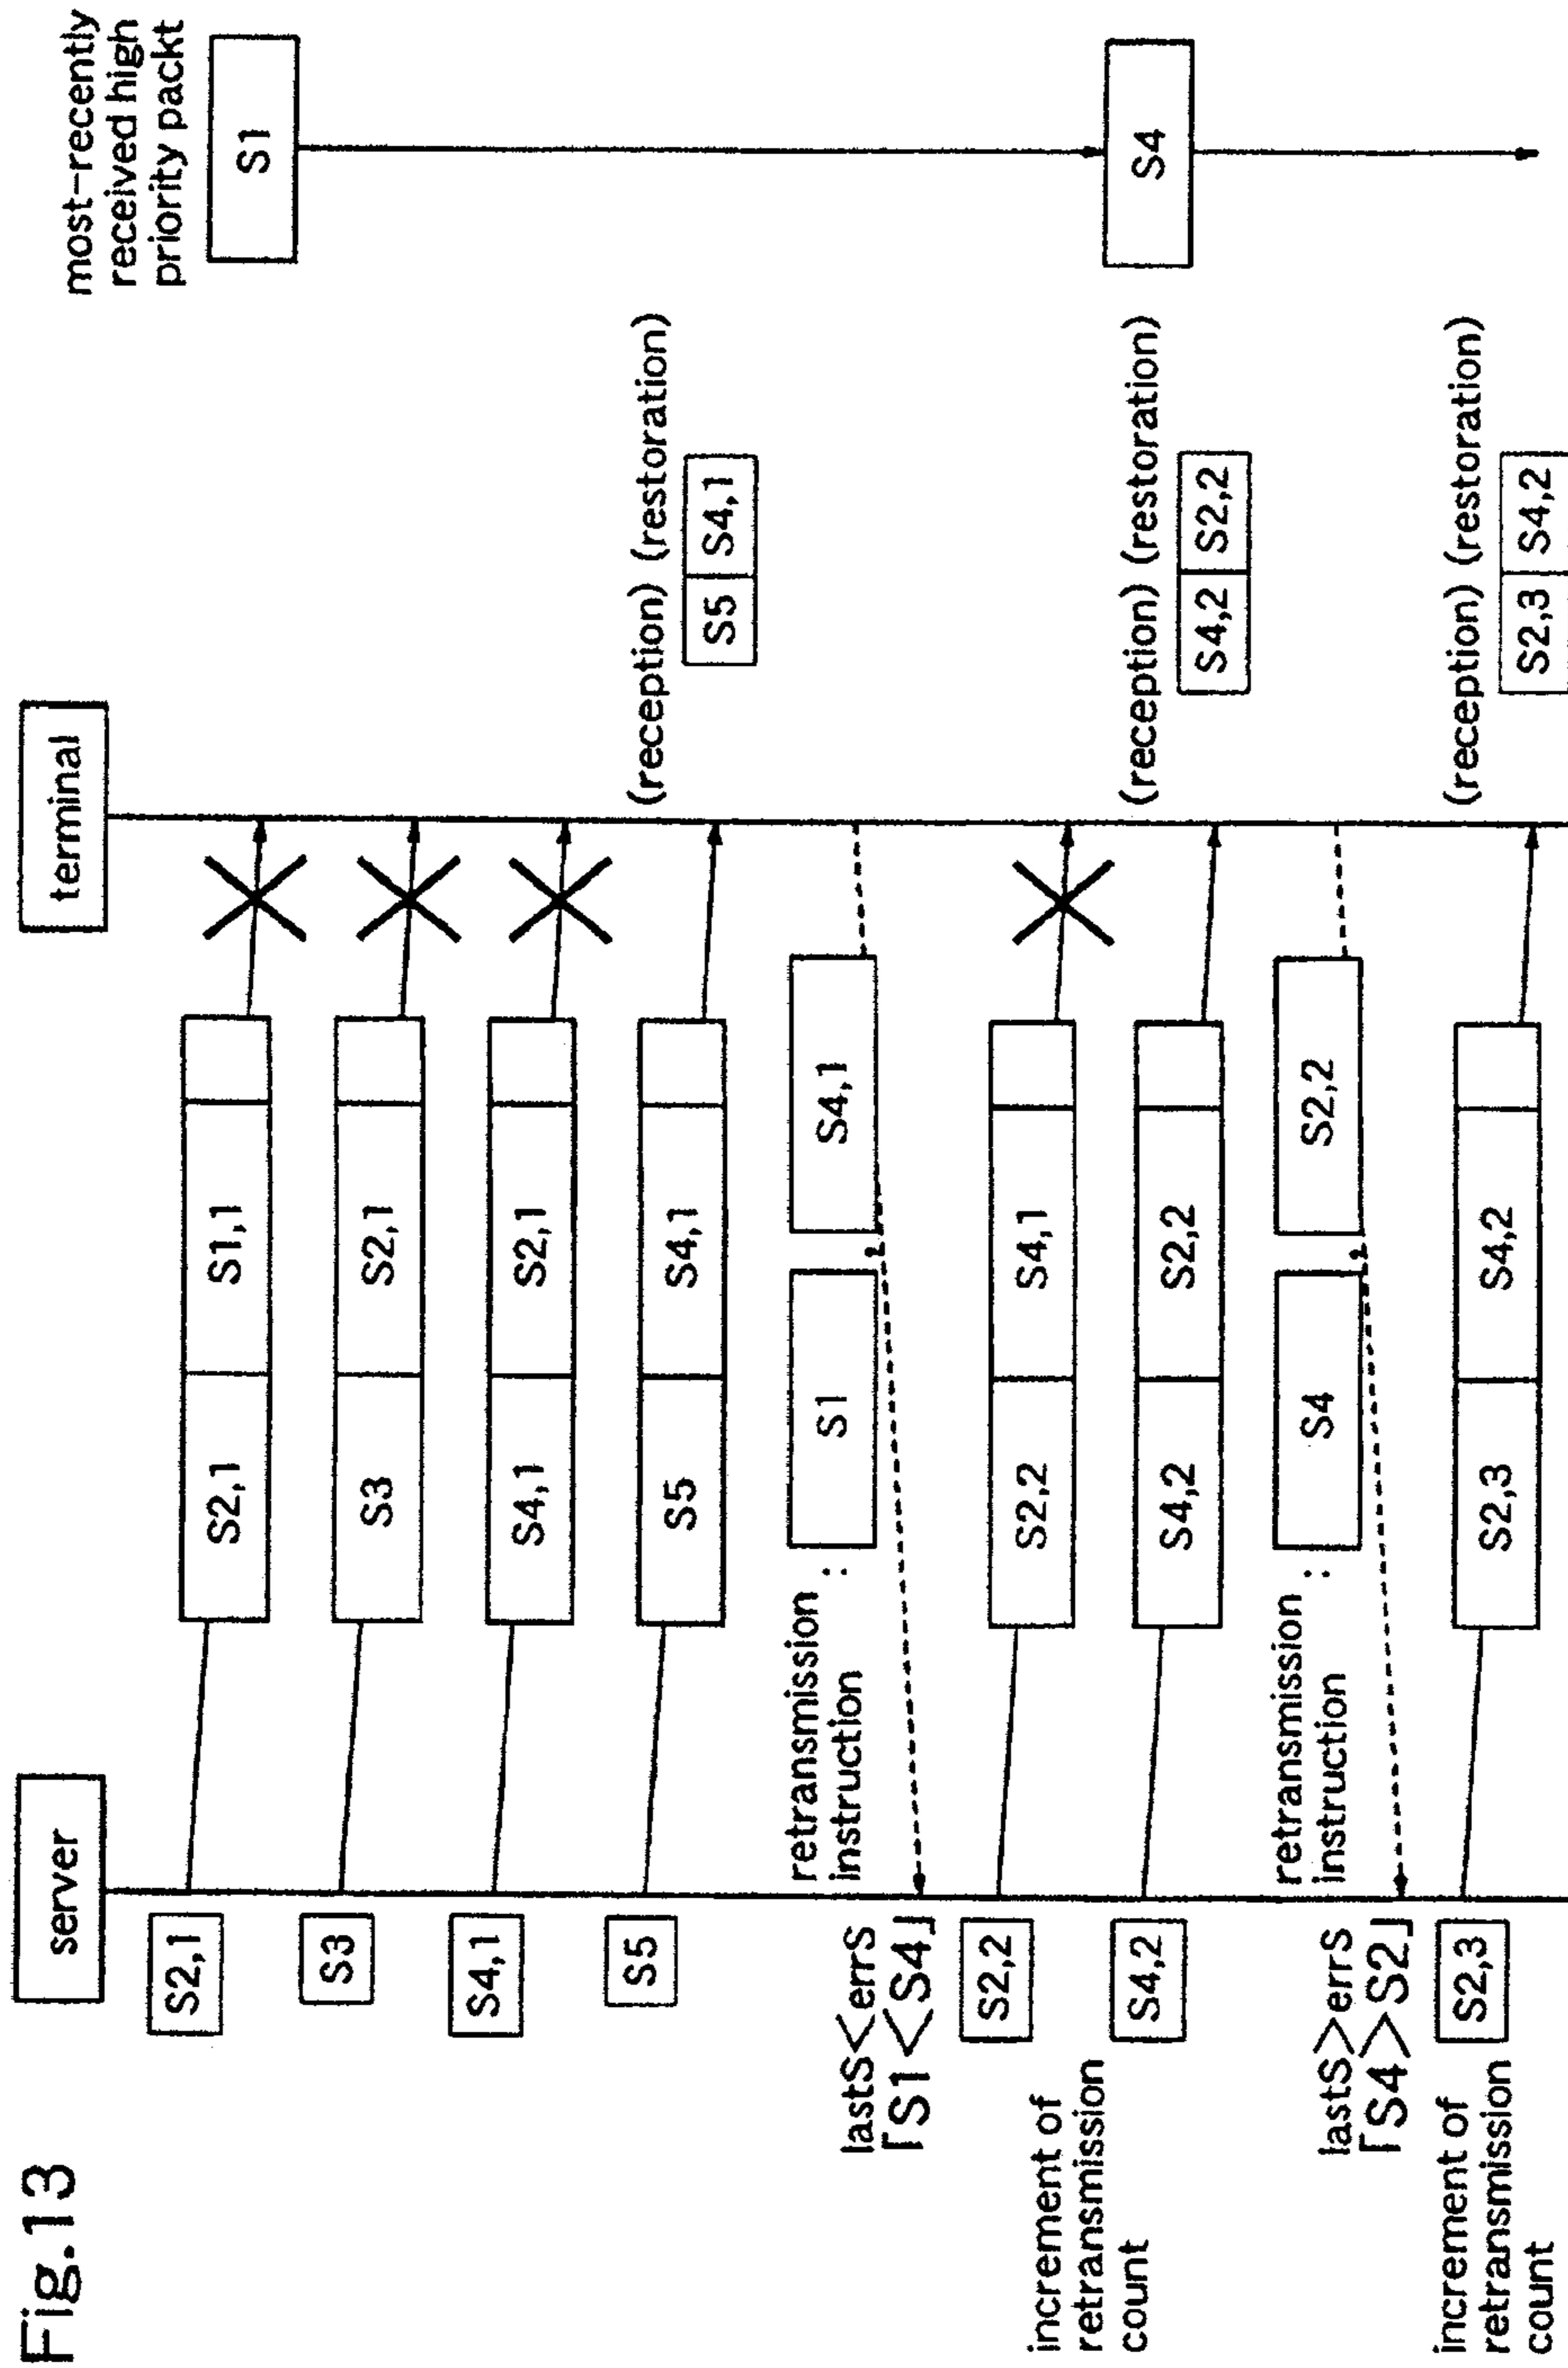 Fig.13
server
terminal
most-recently
received high
priority packt
S1
S2,1
S2,1 S1,1
S3
S3 S2,1
S4,1
S4,1 S2,1
(reception) (restoration)
S5
S5 S4,1
S5 S4,1
retransmission
instruction :
S1 , S4,1
lastS<errS
「S1<S4」
S2,2
S2,2 S4,1
increment of
retransmission
count
S4
(reception) (restoration)
S4,2
S4,2 S2,2
S4,2 S2,2
retransmission
instruction :
S4 , S2,2
lastS>errS
「S4>S2」
increment of
retransmission
count
(reception) (restoration)
S2,3
S2,3 S4,2
S2,3 S4,2